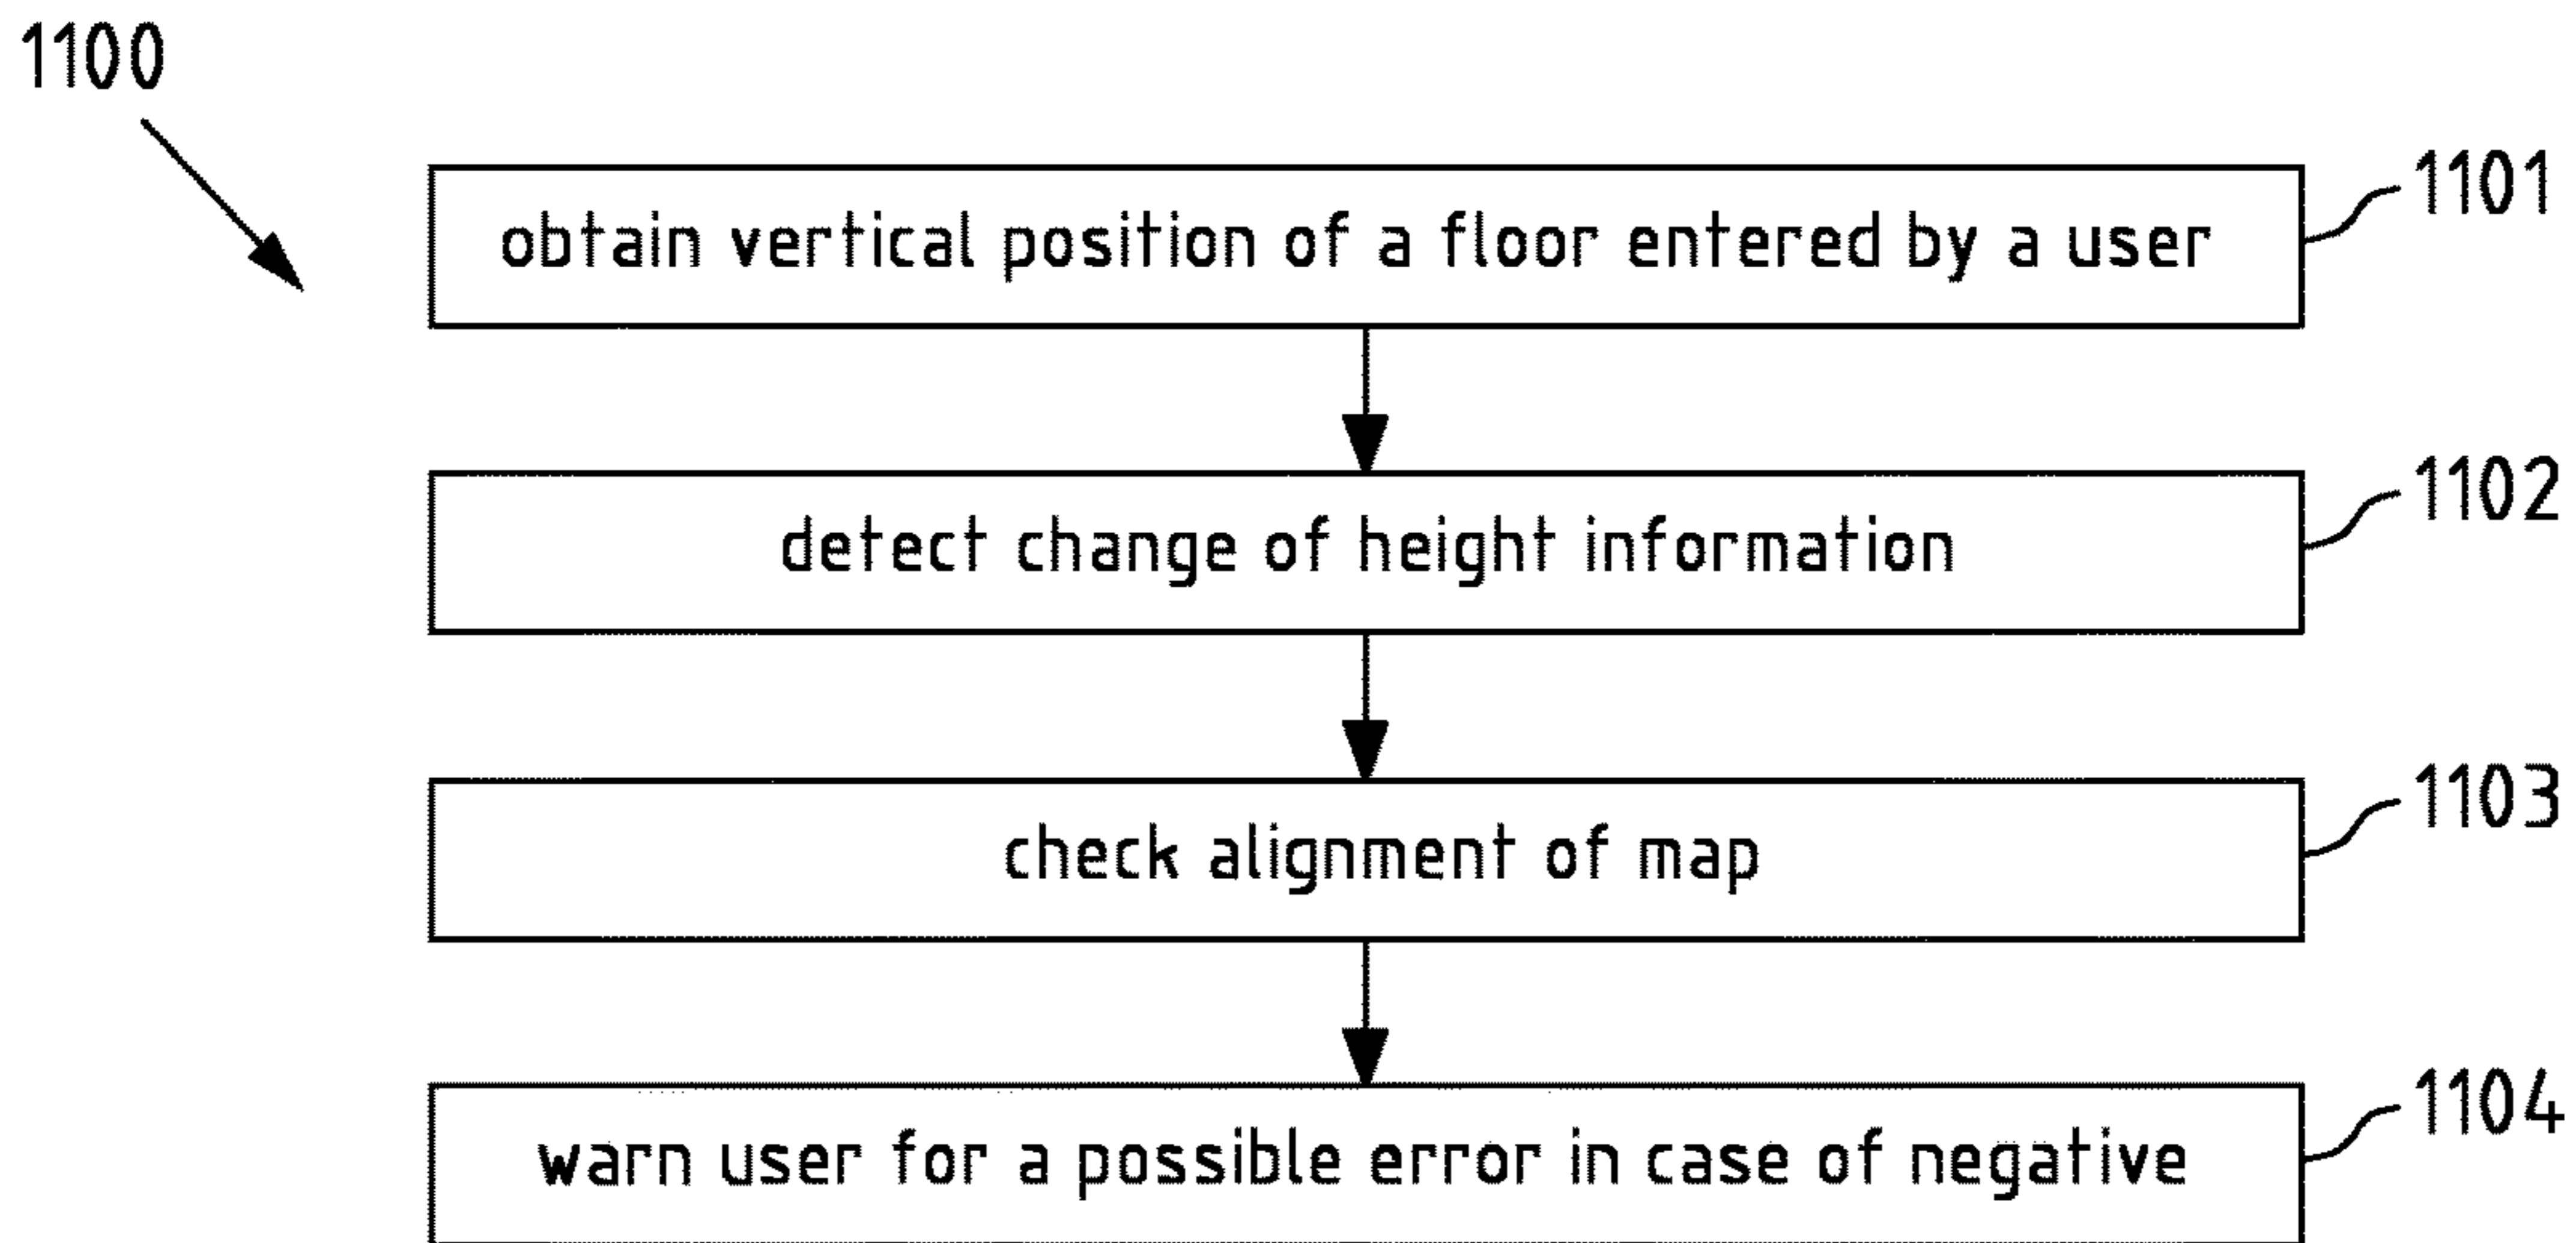 1100
obtain vertical position of a floor entered by a user
1101
detect change of height information
1102
check alignment of map
1103
warn user for a possible error in case of negative
1104